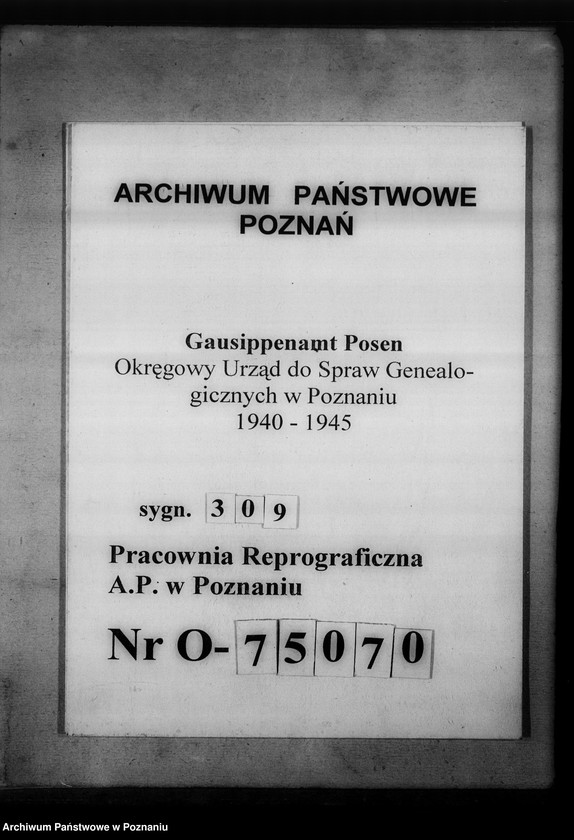 ARCHIWUM PAŃSTWOWE
POZNAŃ
Gausippenamt Posen
Okręgowy Urząd do Spraw Genealo-
gicznych w Poznaniu
1940 - 1945
sygn. 309
Pracownia Reprograficzna
A.P. w Poznaniu
Nr O-75070
Archiwum Państwowe w Poznaniu